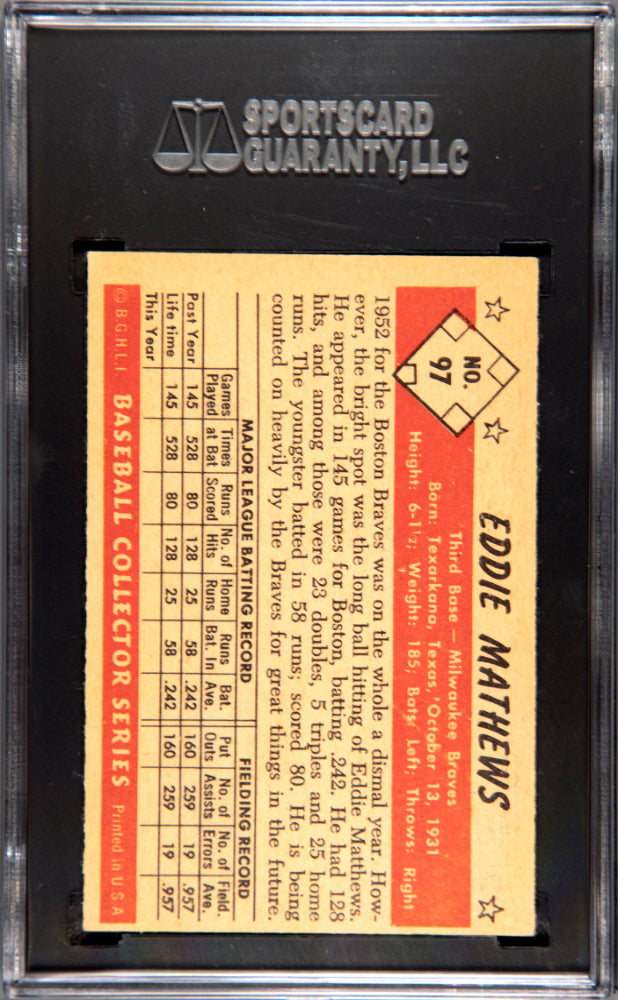 SPORTSCARD
GUARANTY, LLC
NO.
97
EDDIE MATHEWS
Third Base — Milwaukee Braves
Born: Texarkana, Texas, October 13, 1931
Height: 6-1½; Weight: 185; Bats: Left; Throws: Right
1952 for the Boston Braves was on the whole a dismal year. How-
ever, the bright spot was the long ball hitting of Eddie Matthews.
He appeared in 145 games for Boston, batting .242. He had 128
hits, and among those were 23 doubles, 5 triples and 25 home
runs. The youngster batted in 58 runs; scored 80. He is being
counted on heavily by the Braves for great things in the future.
MAJOR LEAGUE BATTING RECORD FIELDING RECORD
Games Times Runs No. of Home Runs Bat. Put No. of No. of Field.
Played at Bat Scored Hits Runs Bat. In Ave. Outs Assists Errors Ave.
Past Year 145 528 80 128 25 58 .242 160 259 19 .957
Life time 145 528 80 128 25 58 .242 160 259 19 .957
This Year
© B.G.H.L.I. BASEBALL COLLECTOR SERIES Printed in U S A